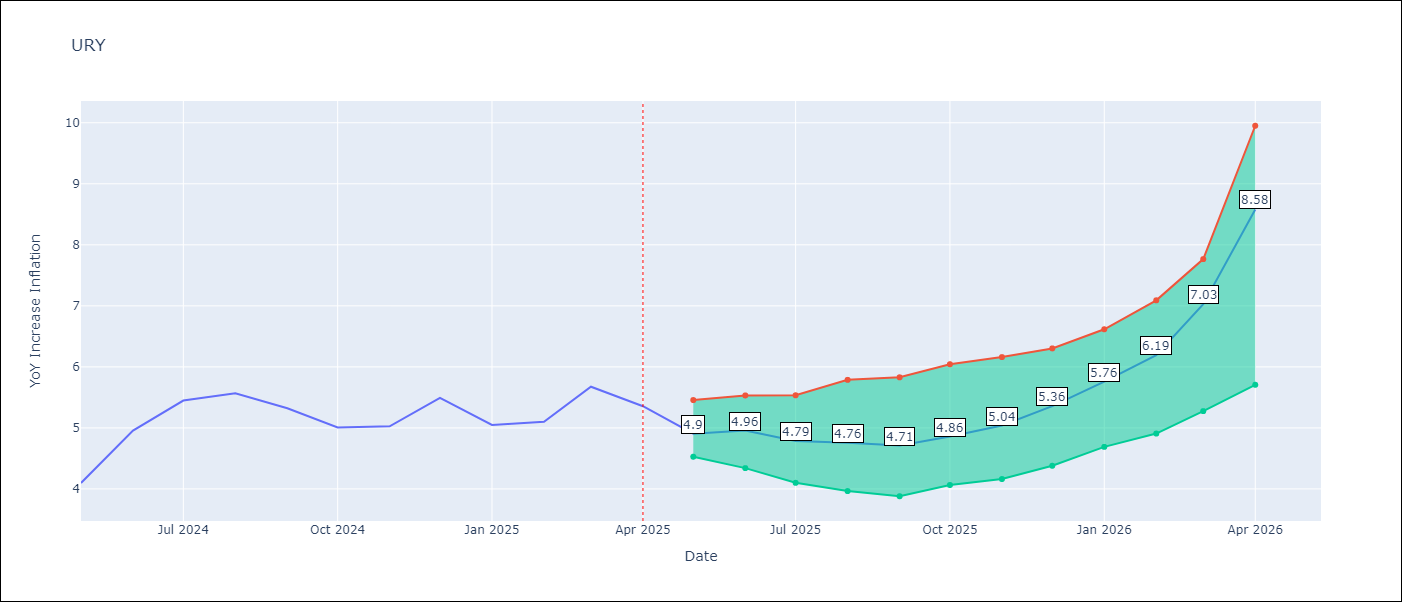 URY
YoY Increase Inflation
10
9
8
7
6
5
4
4.9
4.96
4.79
4.76
4.71
4.86
5.04
5.36
5.76
6.19
7.03
8.58
Jul 2024
Oct 2024
Jan 2025
Apr 2025
Jul 2025
Oct 2025
Jan 2026
Apr 2026
Date